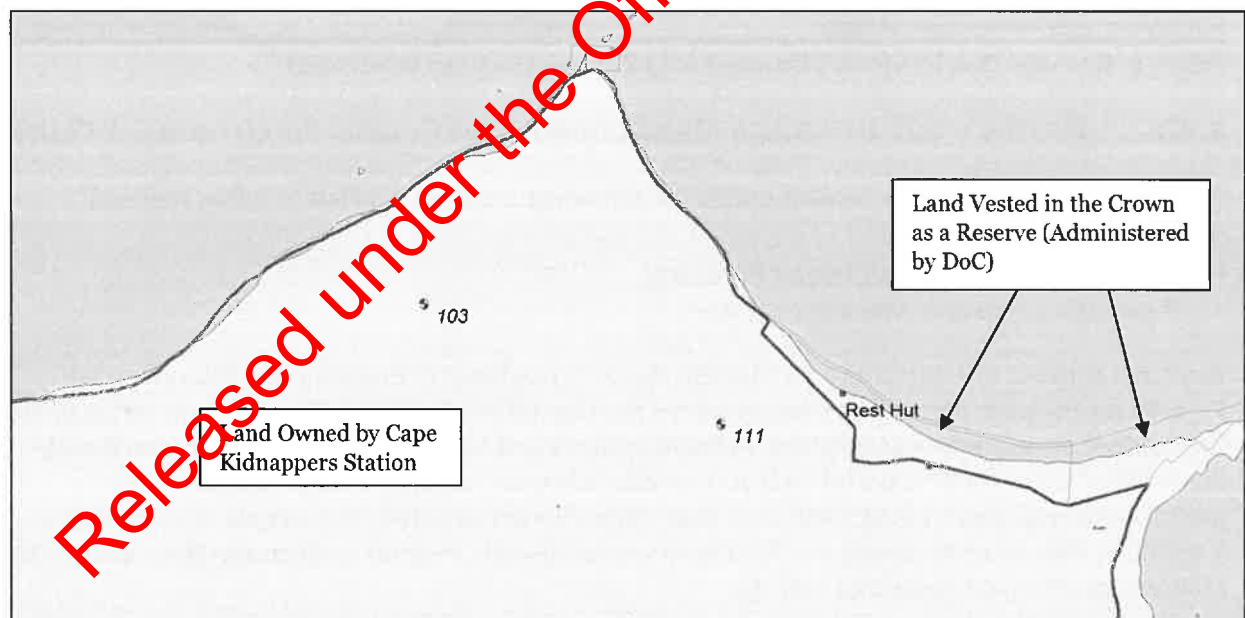 Released under the Of
Land Vested in the Crown
as a Reserve (Administered
by DoC)
103
Rest Hut
111
Land Owned by Cape
Kidnappers Station